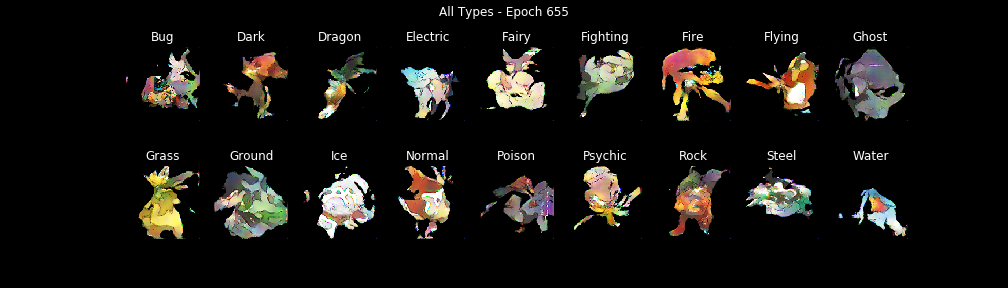 All Types - Epoch 655
Bug Dark Dragon Electric Fairy Fighting Fire Flying Ghost
Grass Ground Ice Normal Poison Psychic Rock Steel Water